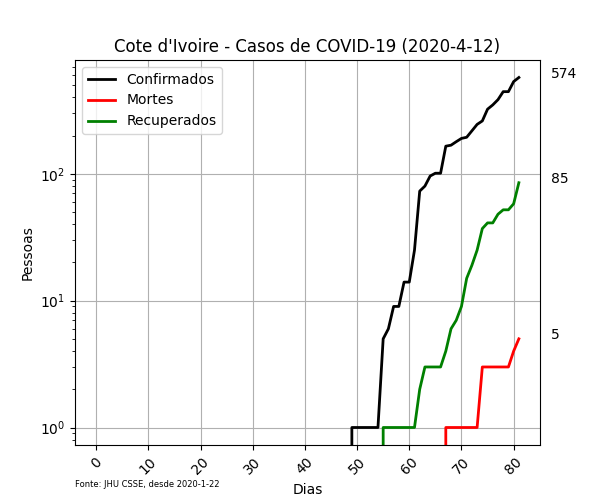 Cote d'Ivoire - Casos de COVID-19 (2020-4-12)
Confirmados
Mortes
Recuperados
574
85
5
10²
10¹
10⁰
Pessoas
0 10 20 30 40 50 60 70 80
Dias
Fonte: JHU CSSE, desde 2020-1-22